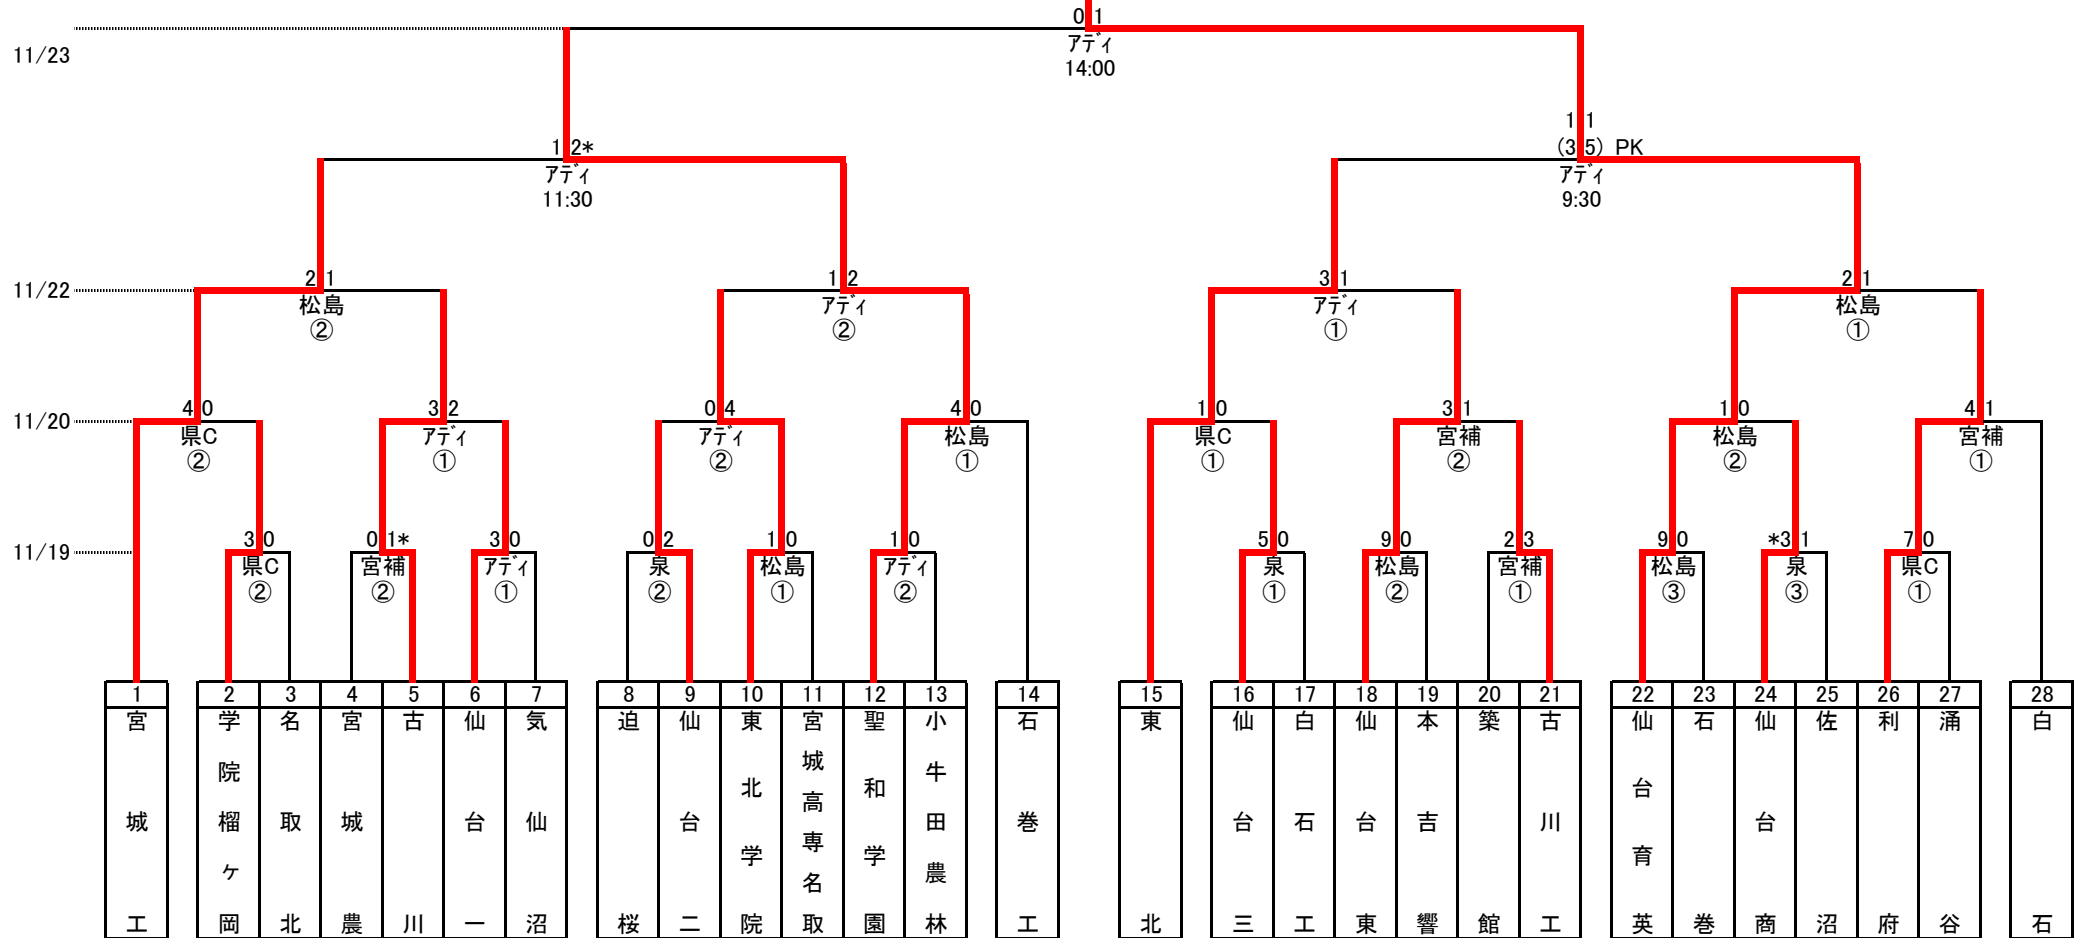 0 1
11/23
アディ
14:00
1 1
1 2*
(3 5) PK
アディ
アディ
11:30
9:30
11/22
2 1
1 2
3 1
2 1
松島
アディ
アディ
松島
②
②
①
①
11/20
4 0
3 2
0 4
4 0
1 0
3 1
1 0
4 1
県C
アディ
アディ
松島
県C
宮補
松島
宮補
②
①
②
①
①
②
②
①
11/19
3 0
0 1*
3 0
0 2
1 0
1 0
5 0
9 0
2 3
9 0
*3 1
7 0
県C
宮補
アディ
泉
松島
アディ
泉
松島
宮補
松島
泉
県C
②
②
①
②
①
②
①
②
①
③
③
①
1
宮城工
2
学院榴ヶ岡
3
名取北
4
宮城農
5
古川
6
仙台一
7
気仙沼
8
迫桜
9
仙台二
10
東北学院
11
宮城高専名取
12
聖和学園
13
小牛田農林
14
石巻工
15
東北
16
仙台三
17
白石工
18
仙台東
19
本吉響
20
築館
21
古川工
22
仙台育英
23
石巻
24
仙台商
25
佐沼
26
利府
27
涌谷
28
白石